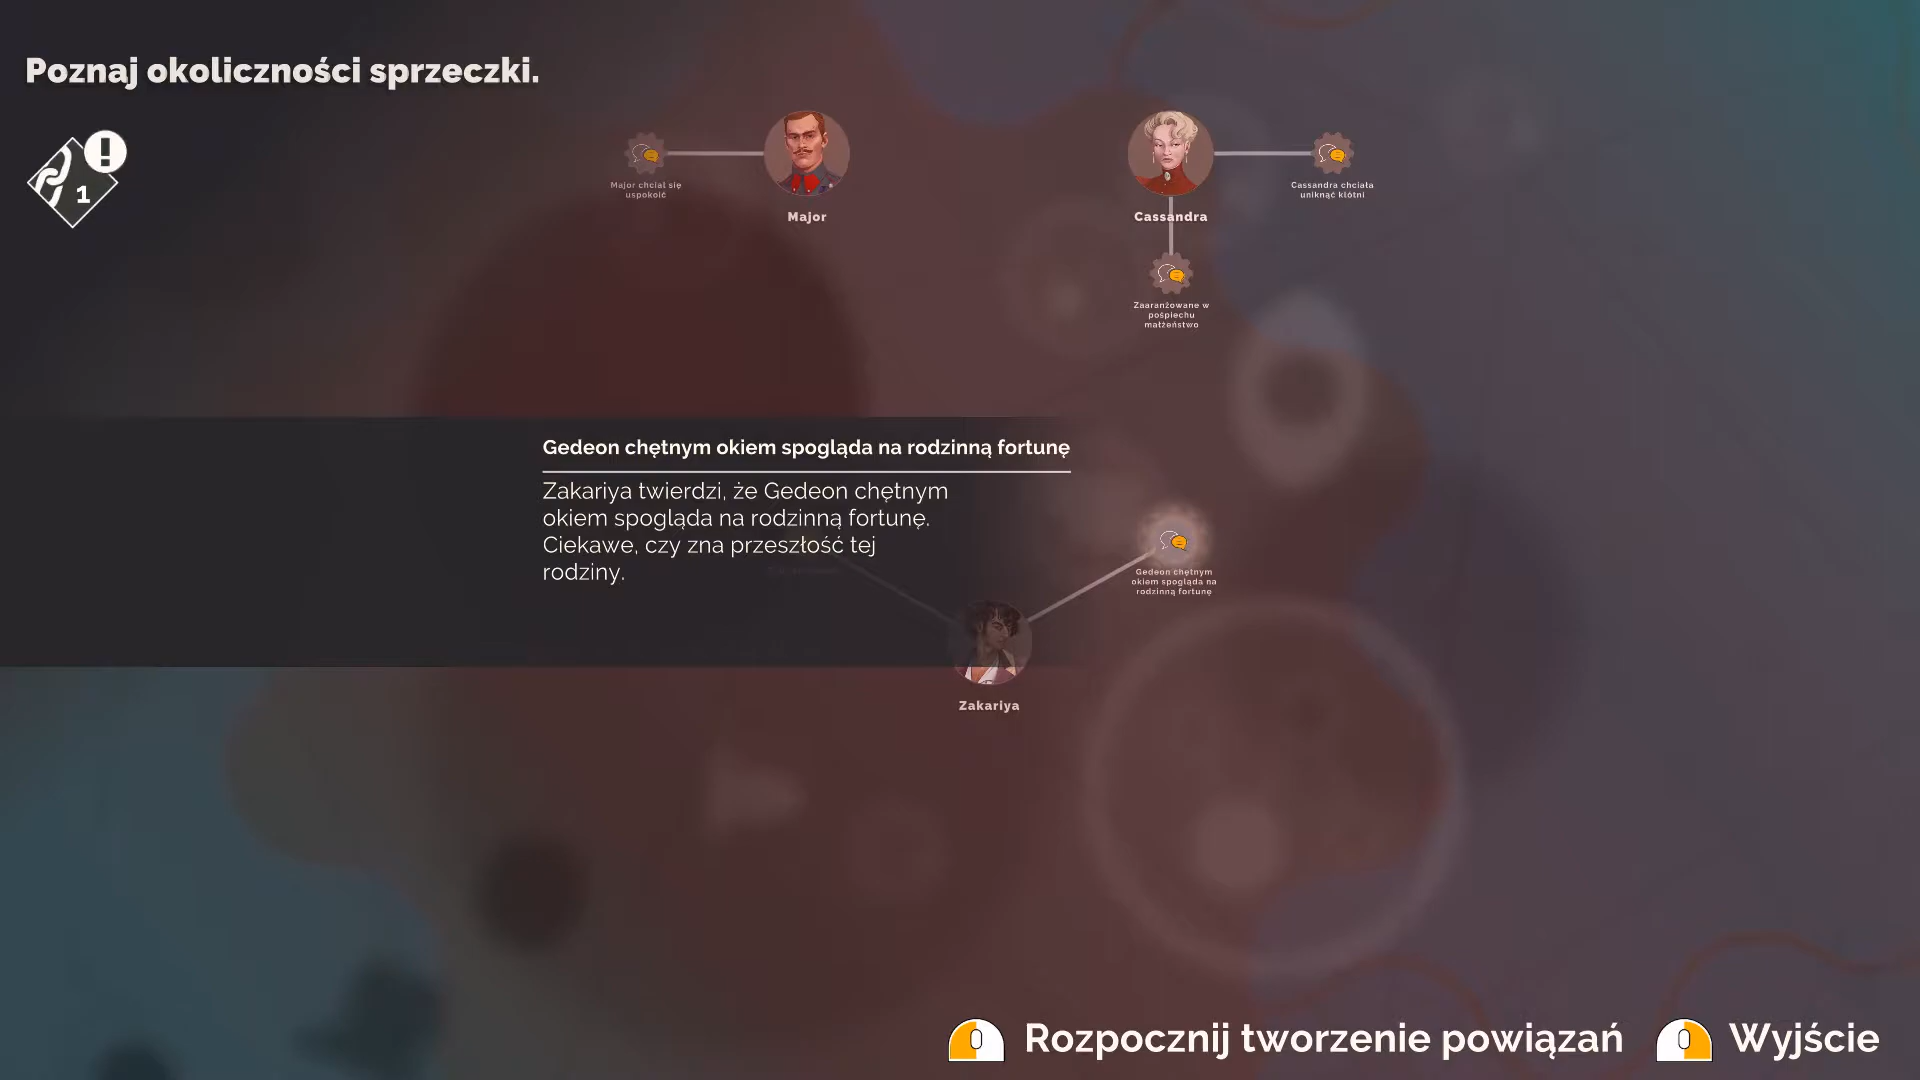 Poznaj okoliczności sprzeczki.
1
Major chciał się
uspokoić
Major
Cassandra
Cassandra chciała
uniknąć kłótni
Zaaranżowane w
pośpiechu
małżeństwo
Gedeon chętnym okiem spogląda na rodzinną fortunę
Zakariya twierdzi, że Gedeon chętnym
okiem spogląda na rodzinną fortunę.
Ciekawe, czy zna przeszłość tej
rodziny.
Gedeon chętnym
okiem spogląda na
rodzinną fortunę
Zakariya
Rozpocznij tworzenie powiązań
Wyjście